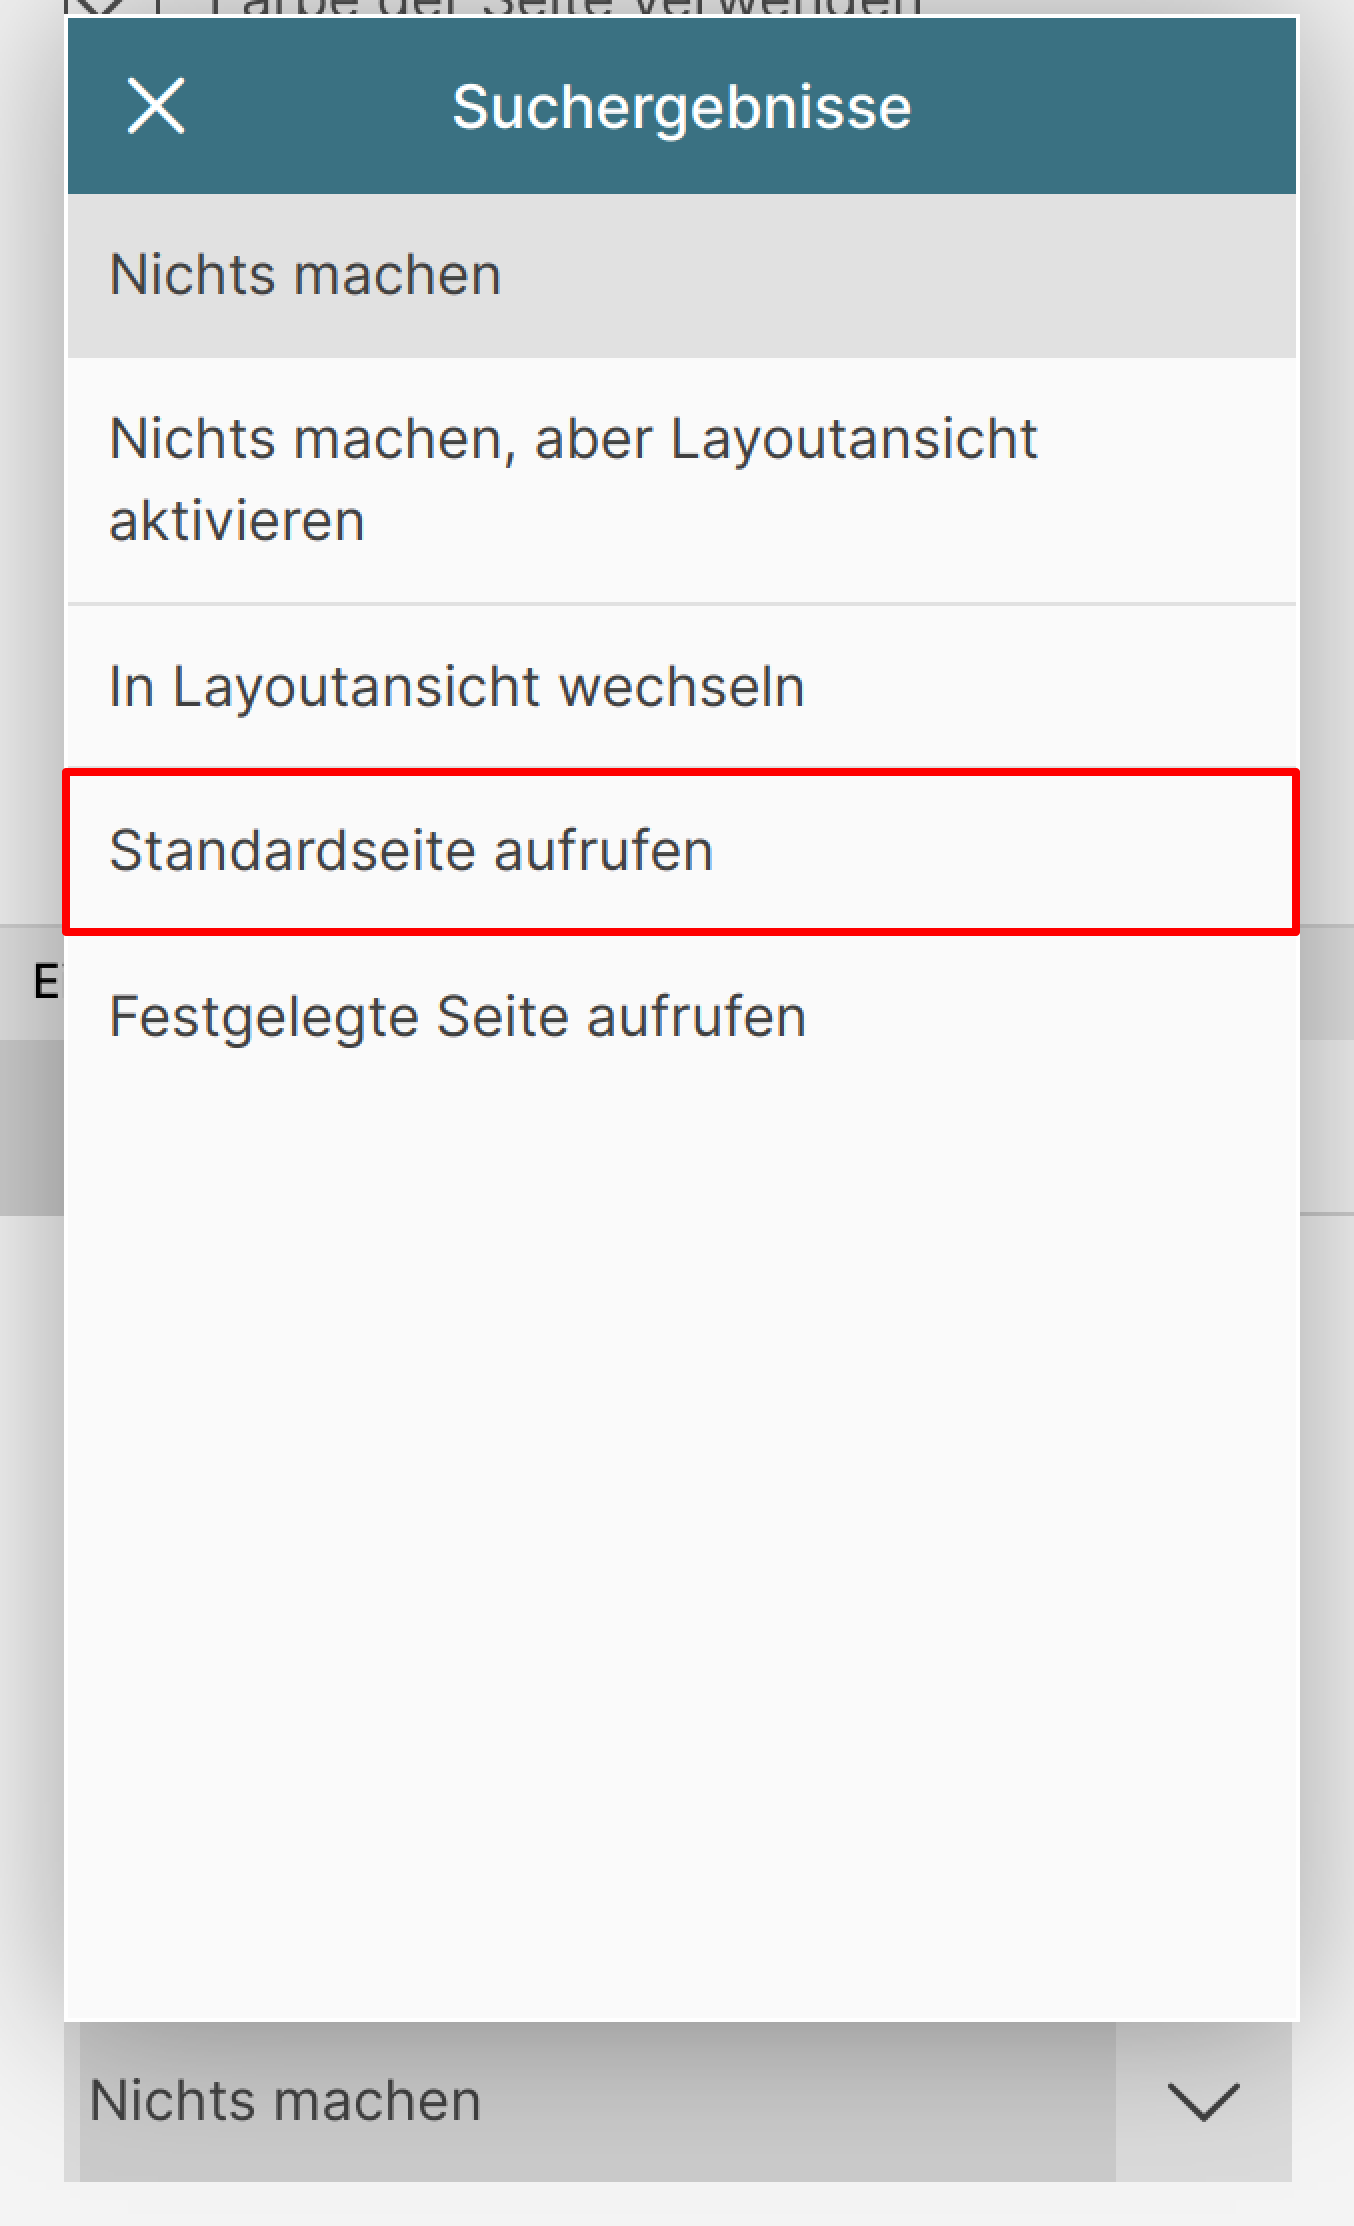 Farbe der Seite verwenden
Suchergebnisse
Nichts machen
Nichts machen, aber Layoutansicht
aktivieren
In Layoutansicht wechseln
Standardseite aufrufen
E
Festgelegte Seite aufrufen
Nichts machen